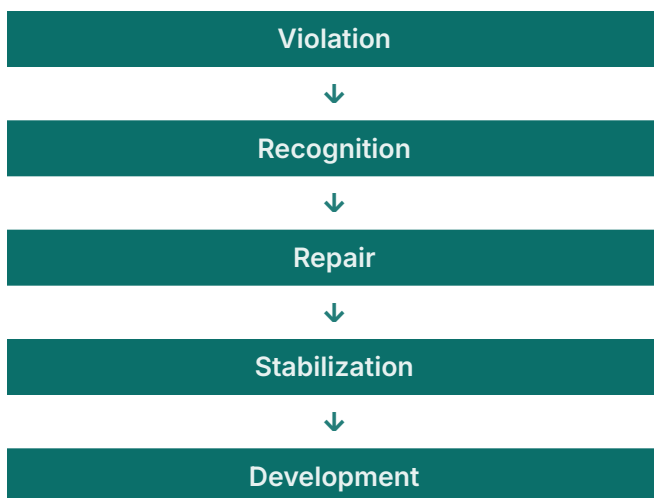 Violation
↓
Recognition
↓
Repair
↓
Stabilization
↓
Development